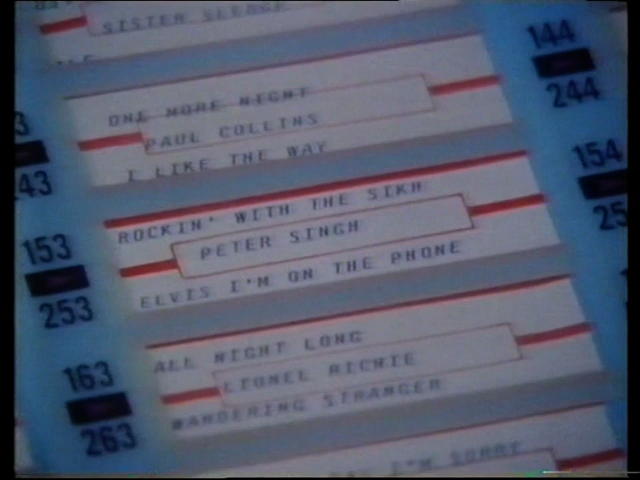 SISTER SLEDGE
144
ONE MORE NIGHT
244
PAUL COLLINS
I LIKE THE WAY
43
154
ROCKIN' WITH THE SIKH
153
PETER SINGH
253
ELVIS I'M ON THE PHONE
ALL NIGHT LONG
163
LIONEL RICHIE
263
WANDERING STRANGER
I'M SORRY